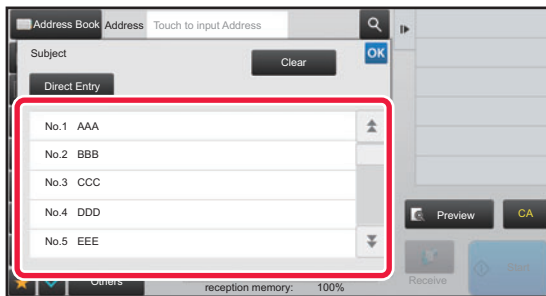 Address Book Address Touch to input Address
Subject
Clear
OK
Direct Entry
No.1 AAA
No.2 BBB
No.3 CCC
No.4 DDD
No.5 EEE
Preview
CA
Others
reception memory: 100%
Receive
Start